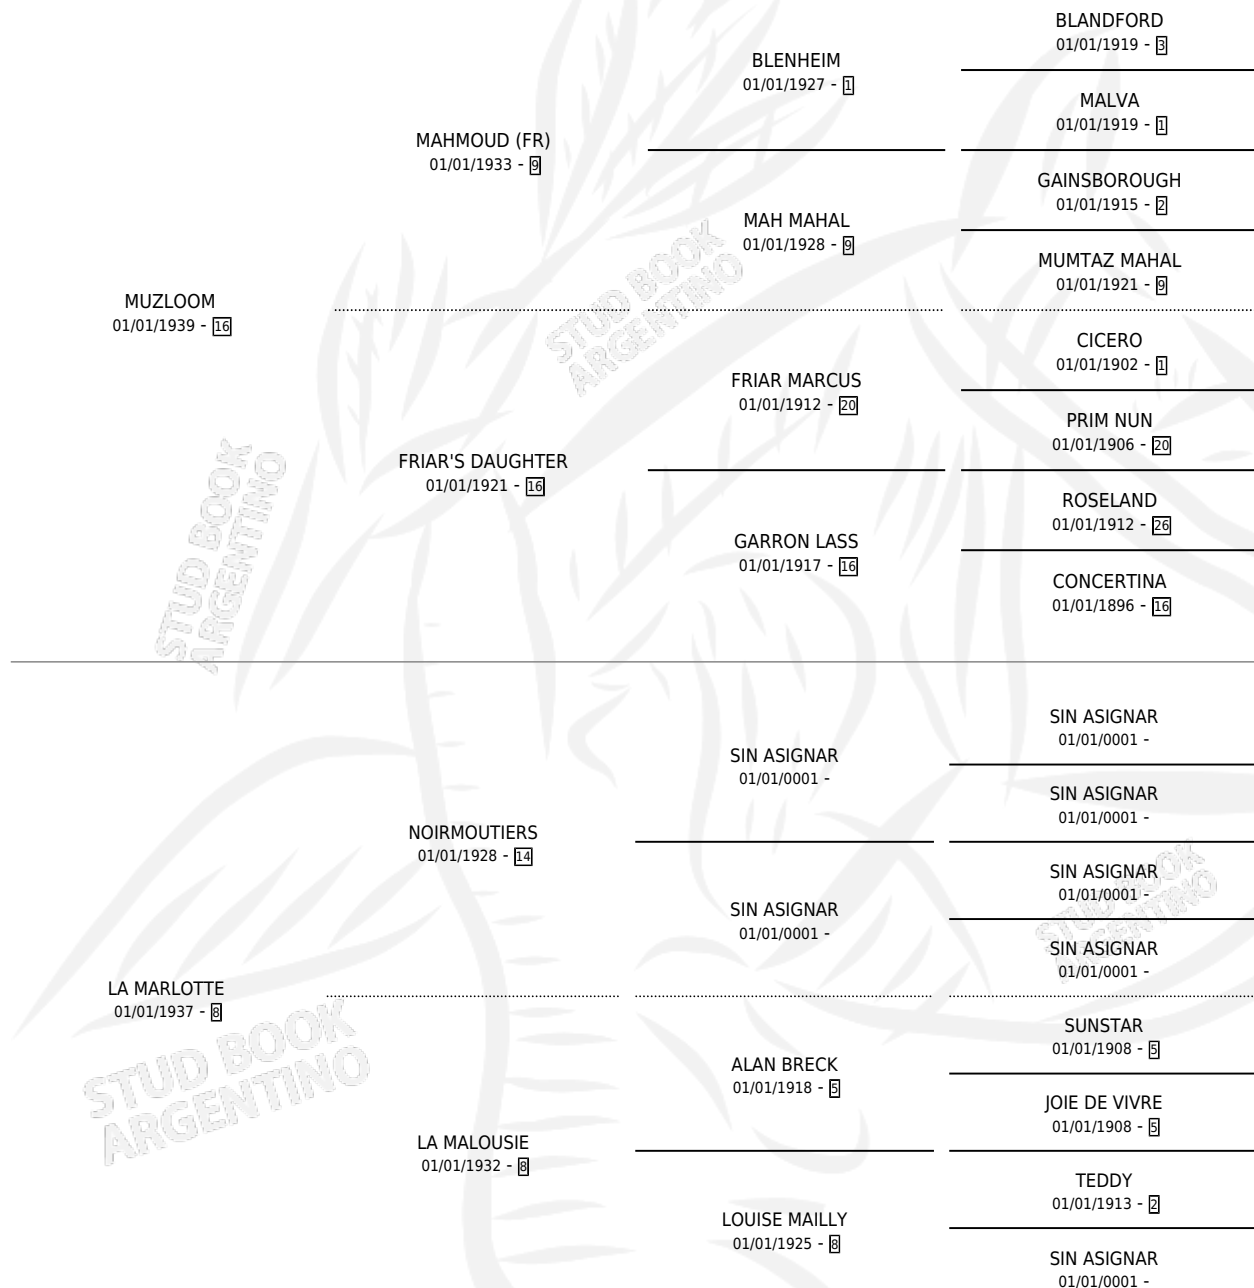 BLANDFORD
01/01/1919 - 3
BLENHEIM
01/01/1927 - 1
MALVA
01/01/1919 - 1
MAHMOUD (FR)
01/01/1933 - 9
GAINSBOROUGH
01/01/1915 - 2
MAH MAHAL
01/01/1928 - 9
MUMTAZ MAHAL
01/01/1921 - 9
MUZLOOM
01/01/1939 - 16
CICERO
01/01/1902 - 1
FRIAR MARCUS
01/01/1912 - 20
PRIM NUN
01/01/1906 - 20
FRIAR'S DAUGHTER
01/01/1921 - 16
ROSELAND
01/01/1912 - 26
GARRON LASS
01/01/1917 - 16
CONCERTINA
01/01/1896 - 16
STUD BOOK
ARGENTINO
STUD BOOK
ARGENTINO
SIN ASIGNAR
01/01/0001 -
SIN ASIGNAR
01/01/0001 -
SIN ASIGNAR
01/01/0001 -
NOIRMOUTIERS
01/01/1928 - 14
SIN ASIGNAR
01/01/0001 -
SIN ASIGNAR
01/01/0001 -
SIN ASIGNAR
01/01/0001 -
STUD BOOK
ARGENTINO
LA MARLOTTE
01/01/1937 - 8
SUNSTAR
01/01/1908 - 5
ALAN BRECK
01/01/1918 - 5
JOIE DE VIVRE
01/01/1908 - 5
STUD BOOK
ARGENTINO
LA MALOUSIE
01/01/1932 - 8
TEDDY
01/01/1913 - 2
LOUISE MAILLY
01/01/1925 - 8
SIN ASIGNAR
01/01/0001 -